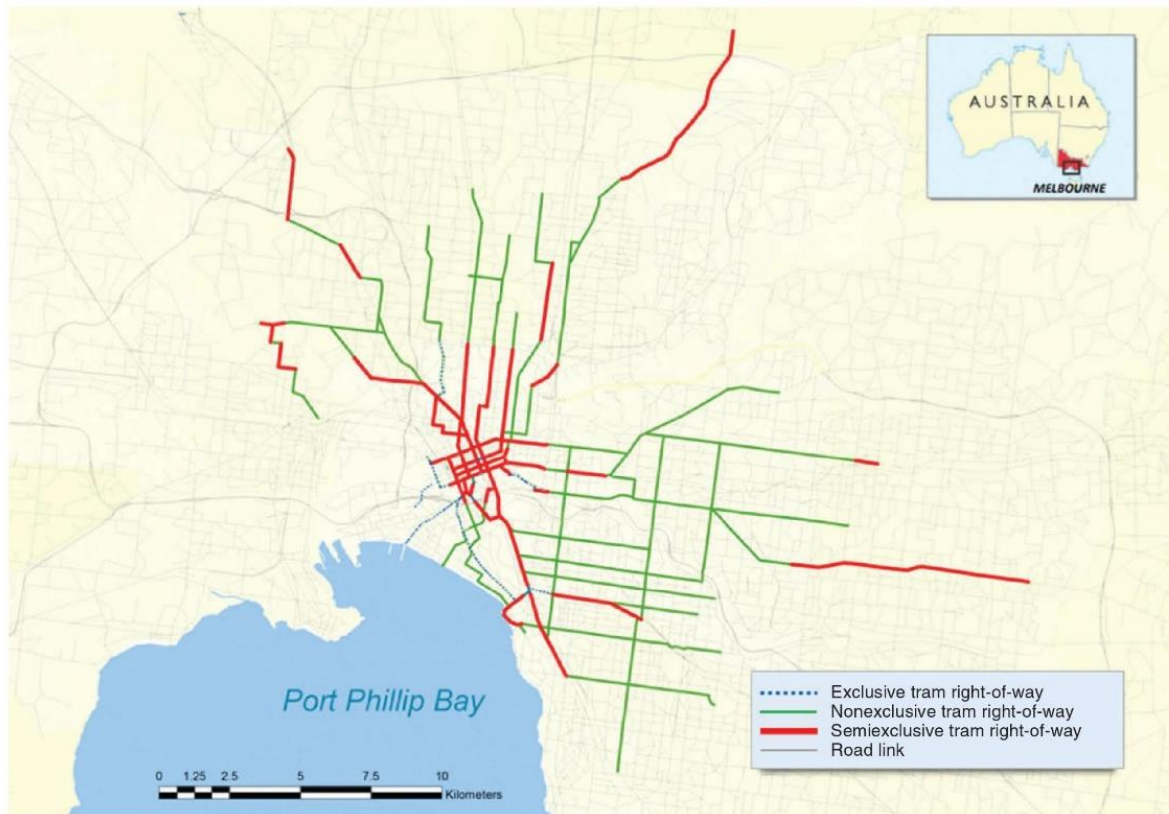 AUSTRALIA
MELBOURNE
Port Phillip Bay
Exclusive tram right-of-way
Nonexclusive tram right-of-way
Semiexclusive tram right-of-way
Road link
0 1.25 2.5 5 7.5 10
Kilometers